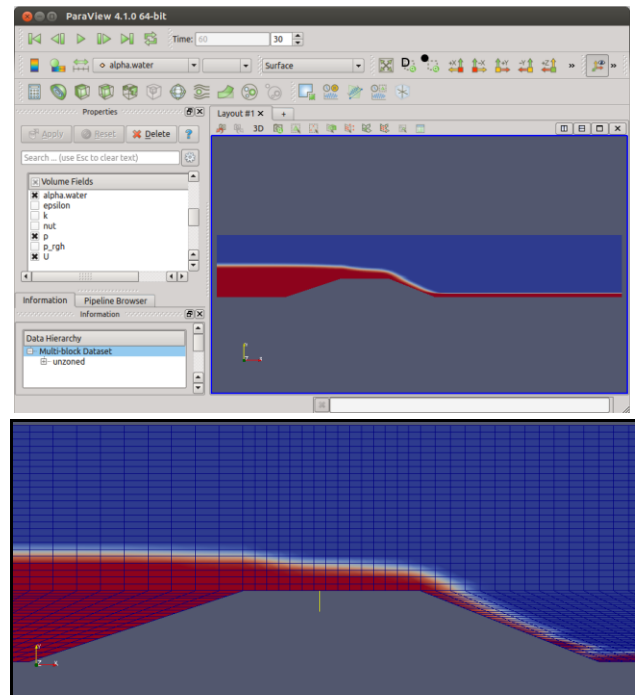 ParaView 4.1.0 64-bit
Time: 60 30
alpha.water Surface
D +X -X +Y -Y +Z »  »
Properties
Layout #1 × +
Apply Reset Delete ?
3D
Search ... (use Esc to clear text)
Volume Fields
alpha.water
epsilon
k
nut
p
p_rgh
U
Information Pipeline Browser
Information
Data Hierarchy
Multi-block Dataset
unzoned